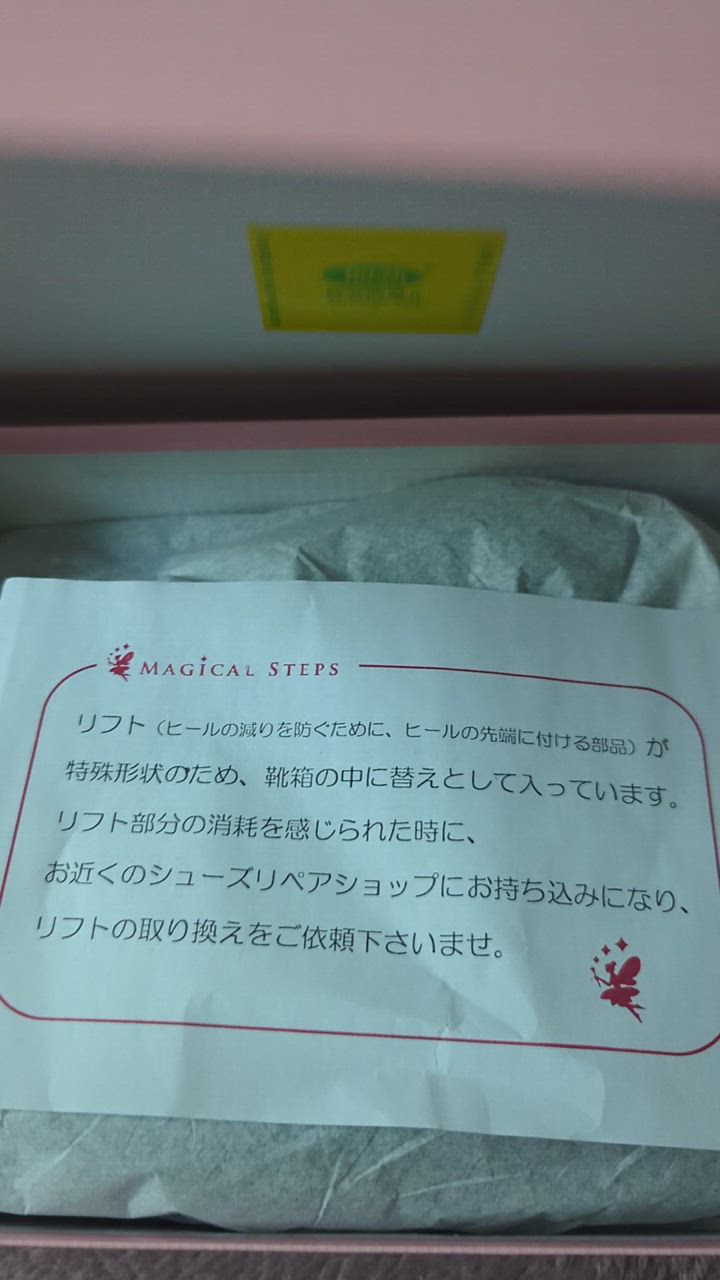 MAGICAL STEPS
リフト（ヒールの減りを防ぐために、ヒールの先端に付ける部品）が
特殊形状のため、靴箱の中に替えとして入っています。
リフト部分の消耗を感じられた時に、
お近くのシューズリペアショップにお持ち込みになり、
リフトの取り換えをご依頼下さいませ。